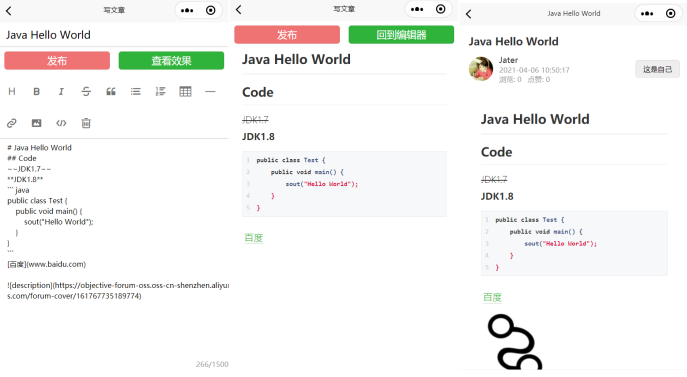 写文章
Java Hello World
发布
查看效果
H B I S
# Java Hello World
## Code
~~JDK1.7~~
**JDK1.8**
``` java
public class Test {
public void main() {
sout("Hello World");
}
}
```
[百度](www.baidu.com)
![description](https://objective-forum-oss.oss-cn-shenzhen.aliyun
s.com/forum-cover/161767735189774)
266/1500
写文章
发布
回到编辑器
Java Hello World
Code
JDK1.7
JDK1.8
1 public class Test {
2 public void main() {
3 sout("Hello World");
4 }
5 }
百度
Java Hello World
Java Hello World
Jater
2021-04-06 10:50:17
浏览: 0 点赞: 0
这是自己
Java Hello World
Code
JDK1.7
JDK1.8
1 public class Test {
2 public void main() {
3 sout("Hello World");
4 }
5 }
百度